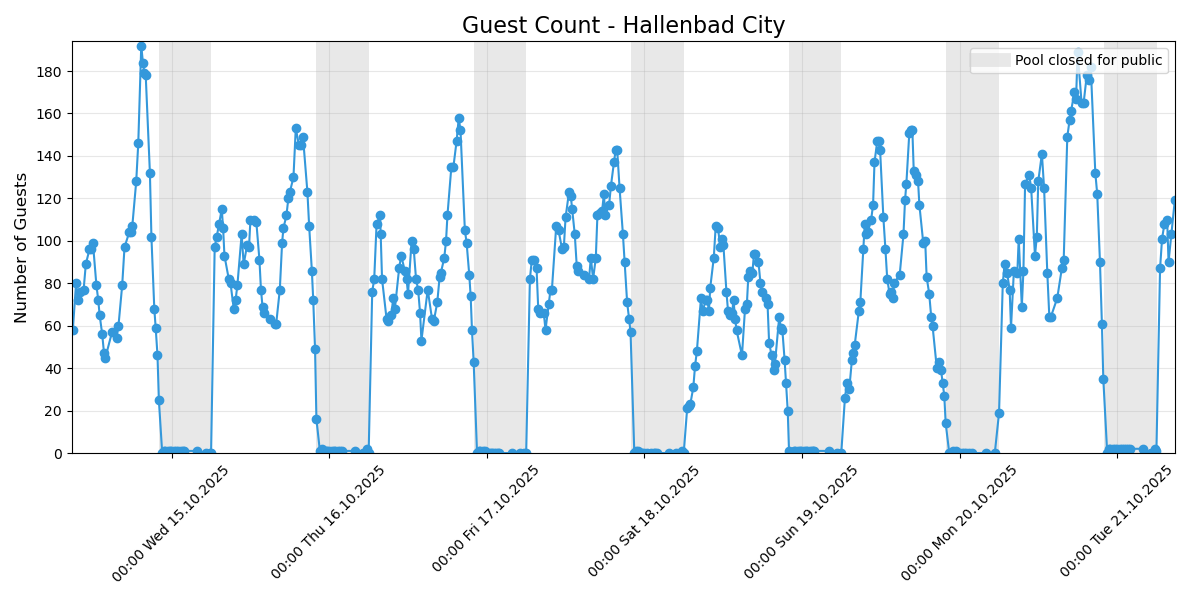 Guest Count - Hallenbad City
Pool closed for public
Number of Guests
180
160
140
120
100
80
60
40
20
0
00:00 Wed 15.10.2025
00:00 Thu 16.10.2025
00:00 Fri 17.10.2025
00:00 Sat 18.10.2025
00:00 Sun 19.10.2025
00:00 Mon 20.10.2025
00:00 Tue 21.10.2025